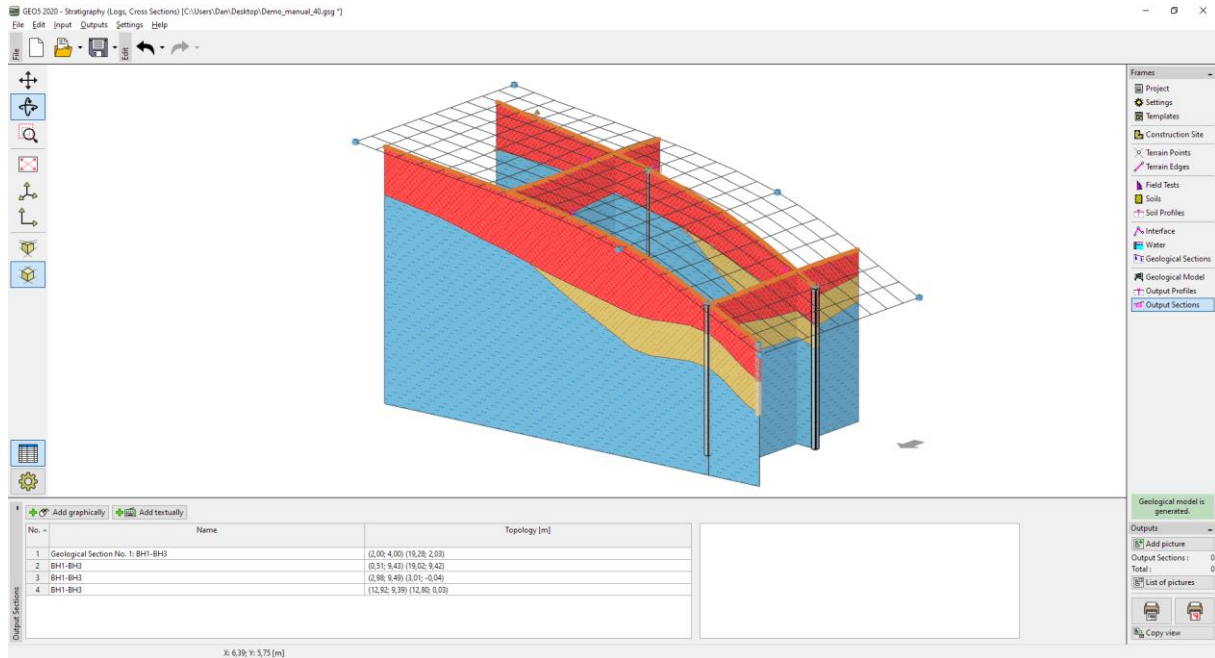 GEO5 2020 - Stratigraphy (Logs, Cross Sections) [C:\Users\Dan\Desktop\Demo_manual_40.gsg *]
File Edit Input Outputs Settings Help
File
Edit
Frames
Project
Settings
Templates
Construction Site
Terrain Points
Terrain Edges
Field Tests
Soils
Soil Profiles
Interface
Water
Geological Sections
Geological Model
Output Profiles
Output Sections
Geological model is
generated.
Outputs
Add picture
Output Sections : 0
Total : 0
List of pictures
Copy view
Output Sections
Add graphically Add textually
No. Name Topology [m]
1 Geological Section No. 1: BH1-BH3 (2,00; 4,00) (19,28; 2,03)
2 BH1-BH3 (0,51; 9,43) (19,02; 9,42)
3 BH1-BH3 (2,98; 9,49) (3,01; -0,04)
4 BH1-BH3 (12,92; 9,39) (12,80; 0,03)
X: 6,39; Y: 5,75 [m]